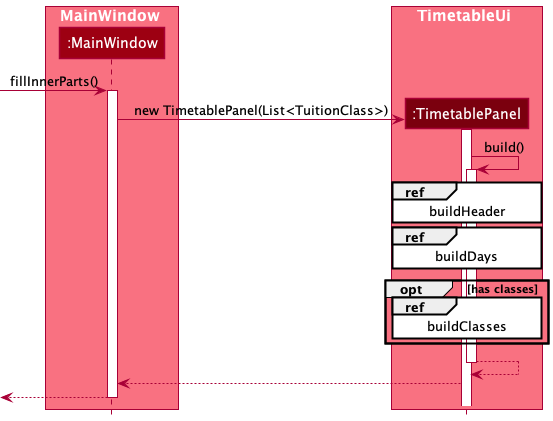 MainWindow
TimetableUi
:MainWindow
fillInnerParts()
new TimetablePanel(List<TuitionClass>)
:TimetablePanel
build()
ref
buildHeader
ref
buildDays
opt [has classes]
ref
buildClasses